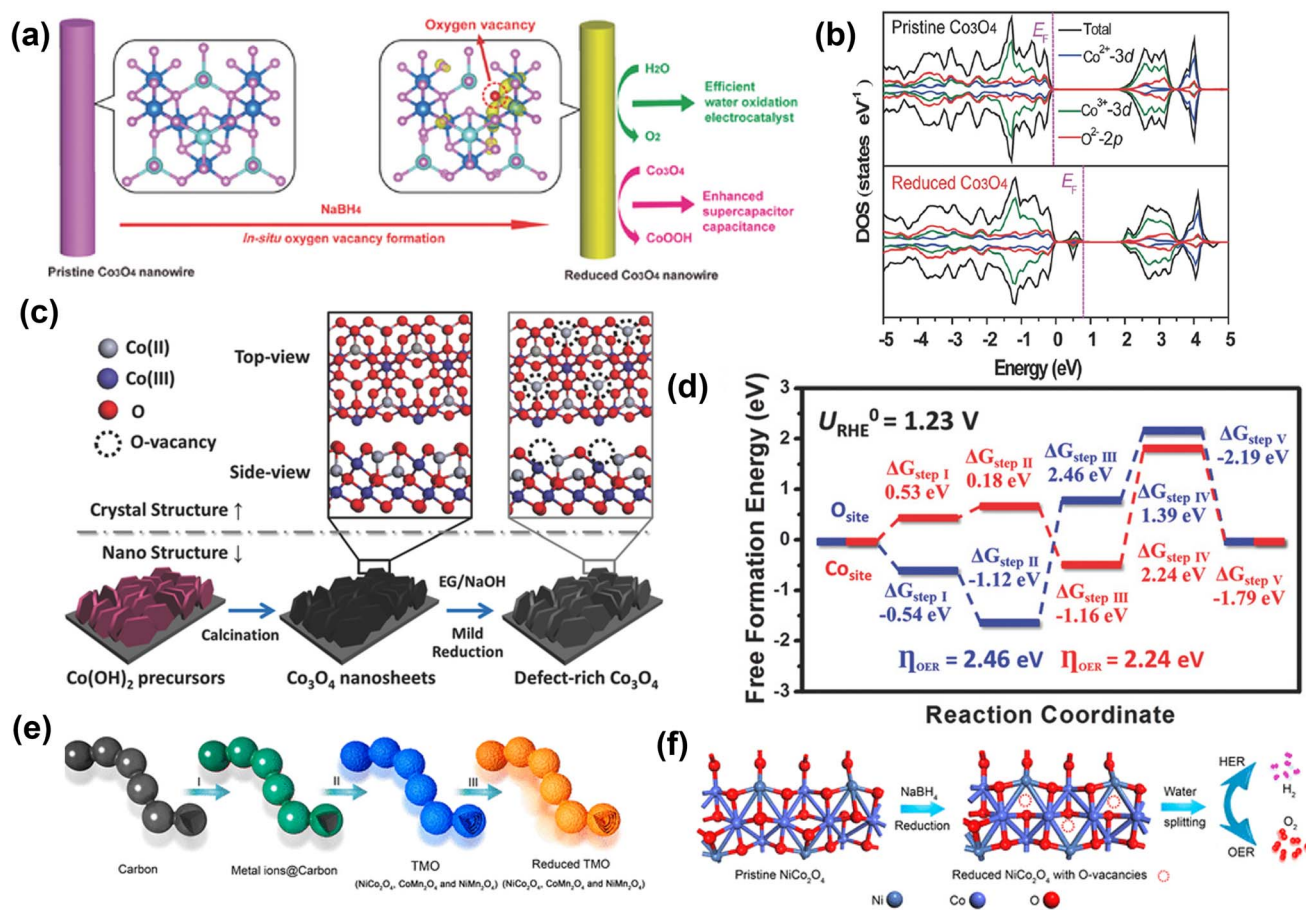 (a)
Oxygen vacancy
H2O
Efficient
water oxidation
electrocatalyst
O2
Co3O4
Enhanced
supercapacitor
capacitance
CoOOH
NaBH4
In-situ oxygen vacancy formation
Pristine Co3O4 nanowire
Reduced Co3O4 nanowire
(b)
Pristine Co3O4
EF
Total
Co2+-3d
Co3+-3d
O2--2p
Reduced Co3O4
EF
DOS (states eV-1)
-5 -4 -3 -2 -1 0 1 2 3 4 5
Energy (eV)
(c)
Co(II)
Co(III)
O
O-vacancy
Top-view
Side-view
Crystal Structure ↑
Nano Structure ↓
Calcination
EG/NaOH
Mild
Reduction
Co(OH)2 precursors
Co3O4 nanosheets
Defect-rich Co3O4
(d)
Free Formation Energy (eV)
3
2
1
0
-1
-2
-3
URHE0 = 1.23 V
ΔGstep I
0.53 eV
ΔGstep II
0.18 eV
ΔGstep III
2.46 eV
ΔGstep V
-2.19 eV
ΔGstep IV
1.39 eV
Osite
Cosite
ΔGstep I
-0.54 eV
ΔGstep II
-1.12 eV
ΔGstep III
-1.16 eV
ΔGstep IV
2.24 eV
ΔGstep V
-1.79 eV
ηOER = 2.46 eV
ηOER = 2.24 eV
Reaction Coordinate
(e)
I
II
III
Carbon
Metal ions@Carbon
TMO
(NiCo2O4, CoMn2O4 and NiMn2O4)
Reduced TMO
(NiCo2O4, CoMn2O4 and NiMn2O4)
(f)
NaBH4
Reduction
Water
splitting
HER
H2
O2
OER
Pristine NiCo2O4
Reduced NiCo2O4 with O-vacancies
Ni
Co
O